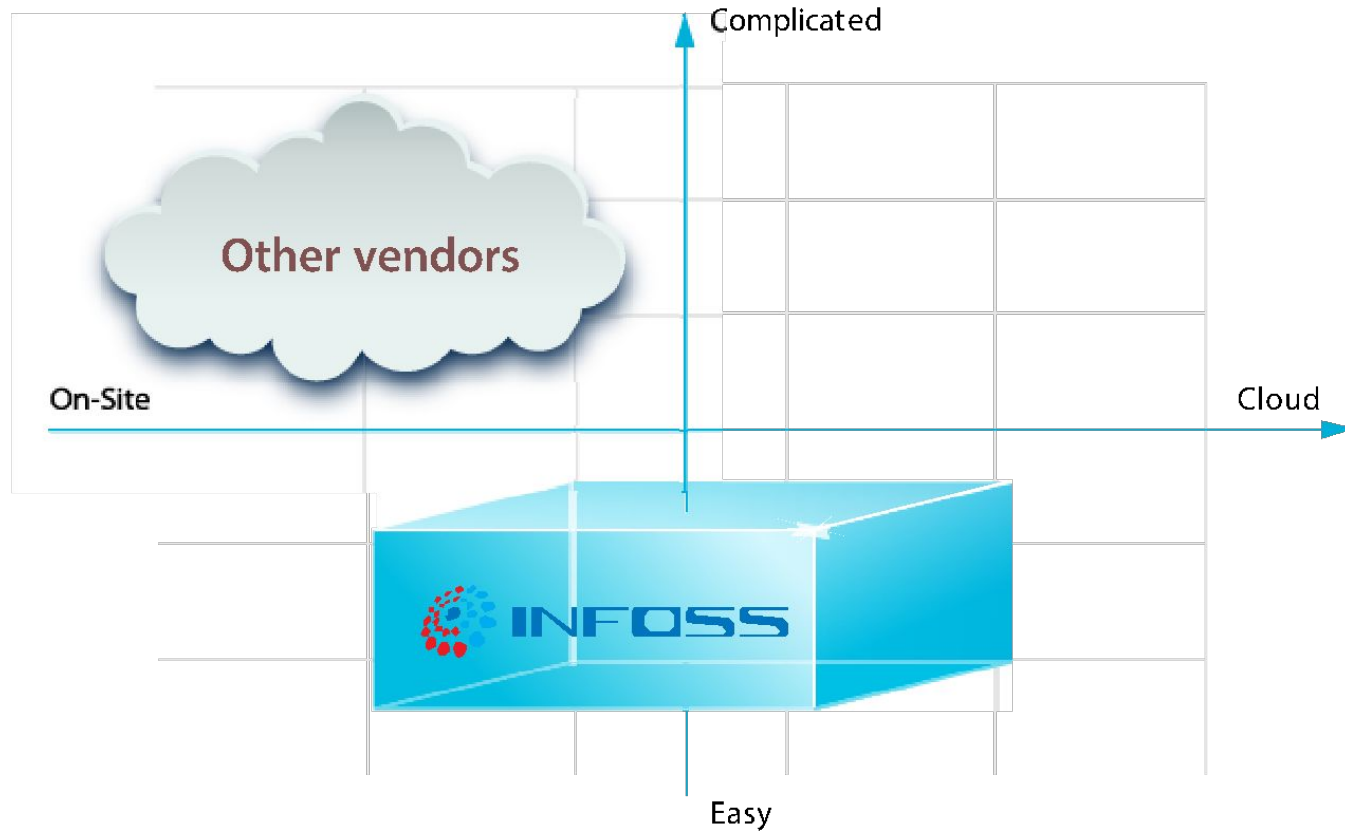 Complicated
Other vendors
On-Site
Cloud
INFOSS
Easy